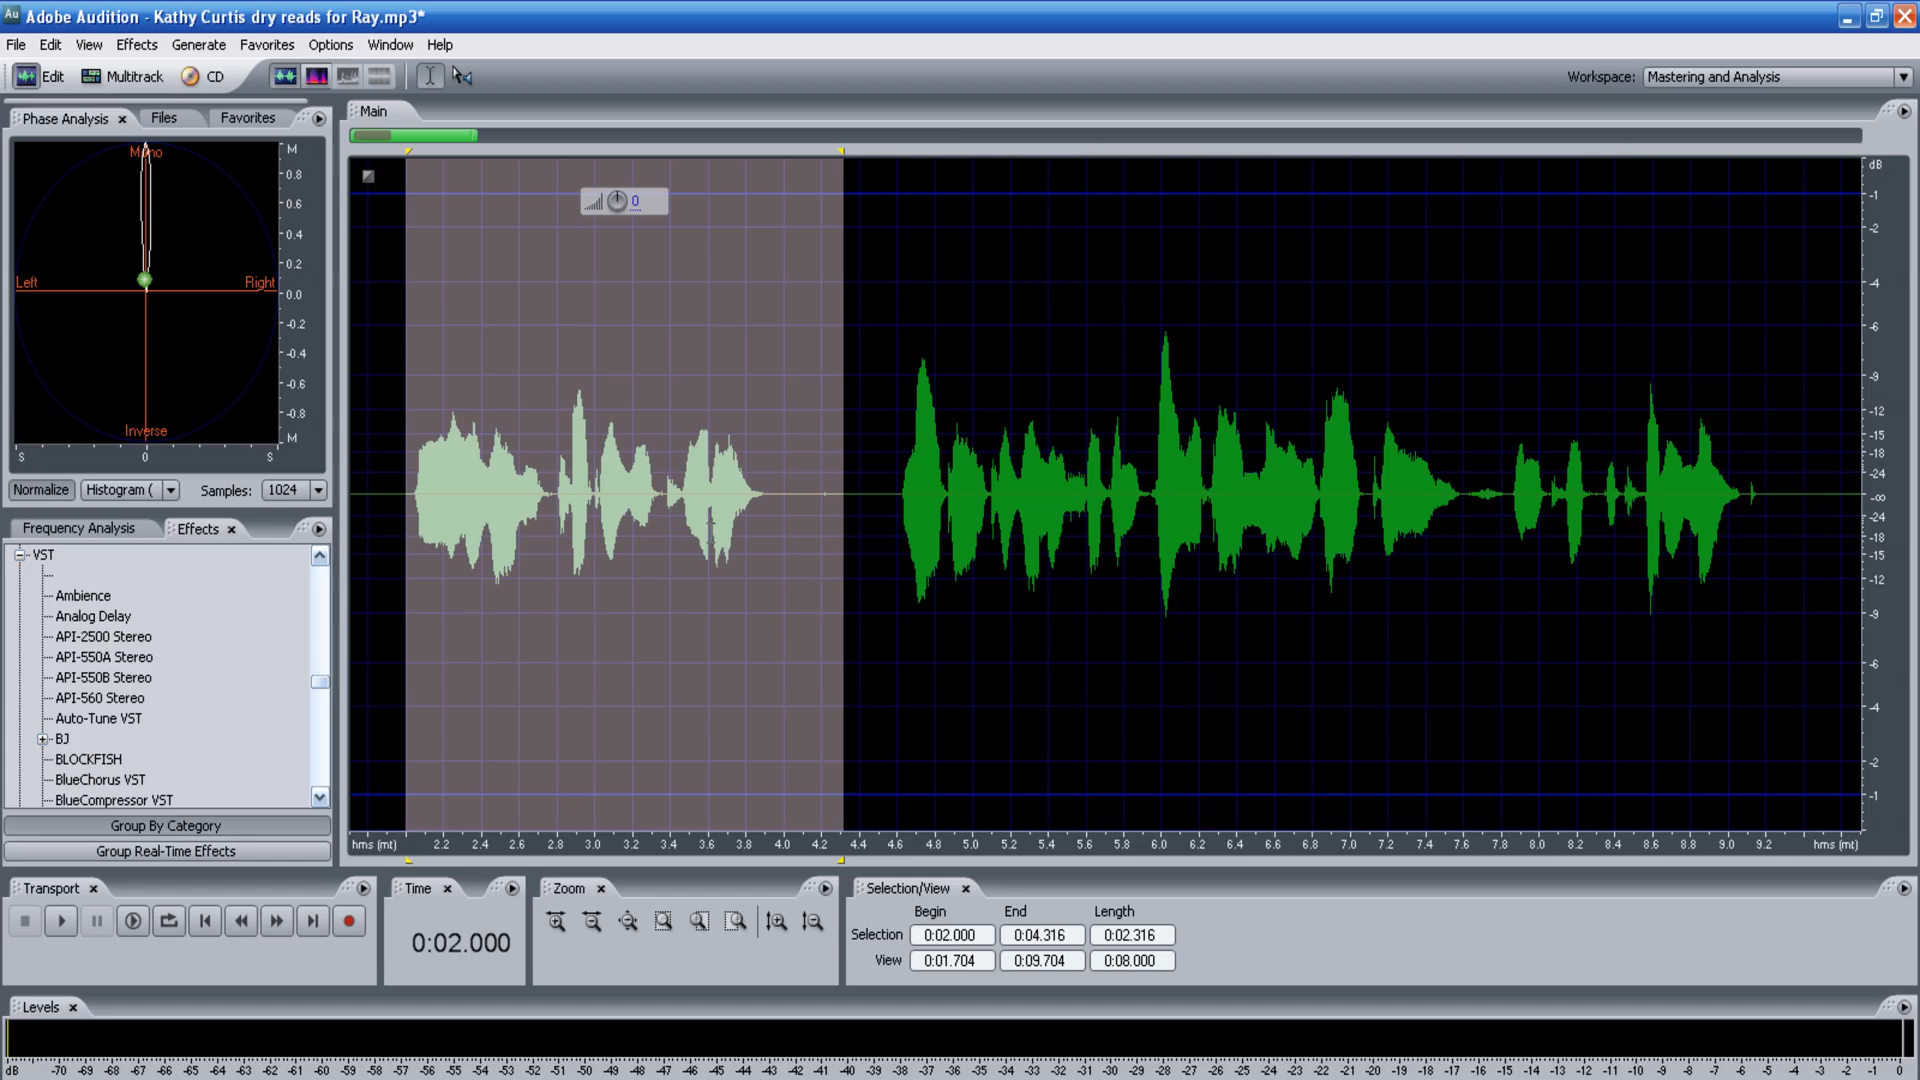 Au Adobe Audition - Kathy Curtis dry reads for Ray.mp3*
File Edit View Effects Generate Favorites Options Window Help
Edit Multitrack CD Workspace: Mastering and Analysis
Phase Analysis Files Favorites
Main
Mono
Left Right
Inverse
M
0.8
0.6
0.4
0.2
0.0
-0.2
-0.4
-0.6
-0.8
M
S 0 S
Normalize Histogram ( Samples: 1024
Frequency Analysis Effects
VST
Ambience
Analog Delay
API-2500 Stereo
API-550A Stereo
API-550B Stereo
API-560 Stereo
Auto-Tune VST
BJ
BLOCKFISH
BlueChorus VST
BlueCompressor VST
Group By Category
Group Real-Time Effects
0
dB
-1
-2
-4
-6
-9
-12
-15
-18
-24
-oo
-24
-18
-15
-12
-9
-6
-4
-2
-1
hms (mt) 2.2 2.4 2.6 2.8 3.0 3.2 3.4 3.6 3.8 4.0 4.2 4.4 4.6 4.8 5.0 5.2 5.4 5.6 5.8 6.0 6.2 6.4 6.6 6.8 7.0 7.2 7.4 7.6 7.8 8.0 8.2 8.4 8.6 8.8 9.0 9.2 hms (mt)
Transport
Time
0:02.000
Zoom
Selection/View
Begin End Length
Selection 0:02.000 0:04.316 0:02.316
View 0:01.704 0:09.704 0:08.000
Levels
dB -70 -69 -68 -67 -66 -65 -64 -63 -62 -61 -60 -59 -58 -57 -56 -55 -54 -53 -52 -51 -50 -49 -48 -47 -46 -45 -44 -43 -42 -41 -40 -39 -38 -37 -36 -35 -34 -33 -32 -31 -30 -29 -28 -27 -26 -25 -24 -23 -22 -21 -20 -19 -18 -17 -16 -15 -14 -13 -12 -11 -10 -9 -8 -7 -6 -5 -4 -3 -2 -1 0